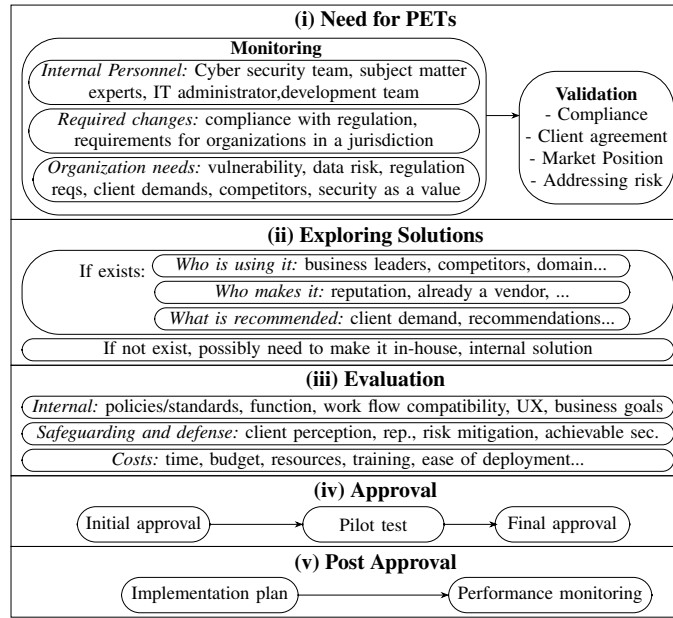 (i) Need for PETs
Monitoring
Internal Personnel: Cyber security team, subject matter
experts, IT administrator,development team
Required changes: compliance with regulation,
requirements for organizations in a jurisdiction
Organization needs: vulnerability, data risk, regulation
reqs, client demands, competitors, security as a value
Validation
- Compliance
- Client agreement
- Market Position
- Addressing risk
(ii) Exploring Solutions
If exists:
Who is using it: business leaders, competitors, domain...
Who makes it: reputation, already a vendor, ...
What is recommended: client demand, recommendations...
If not exist, possibly need to make it in-house, internal solution
(iii) Evaluation
Internal: policies/standards, function, work flow compatibility, UX, business goals
Safeguarding and defense: client perception, rep., risk mitigation, achievable sec.
Costs: time, budget, resources, training, ease of deployment...
(iv) Approval
Initial approval
Pilot test
Final approval
(v) Post Approval
Implementation plan
Performance monitoring